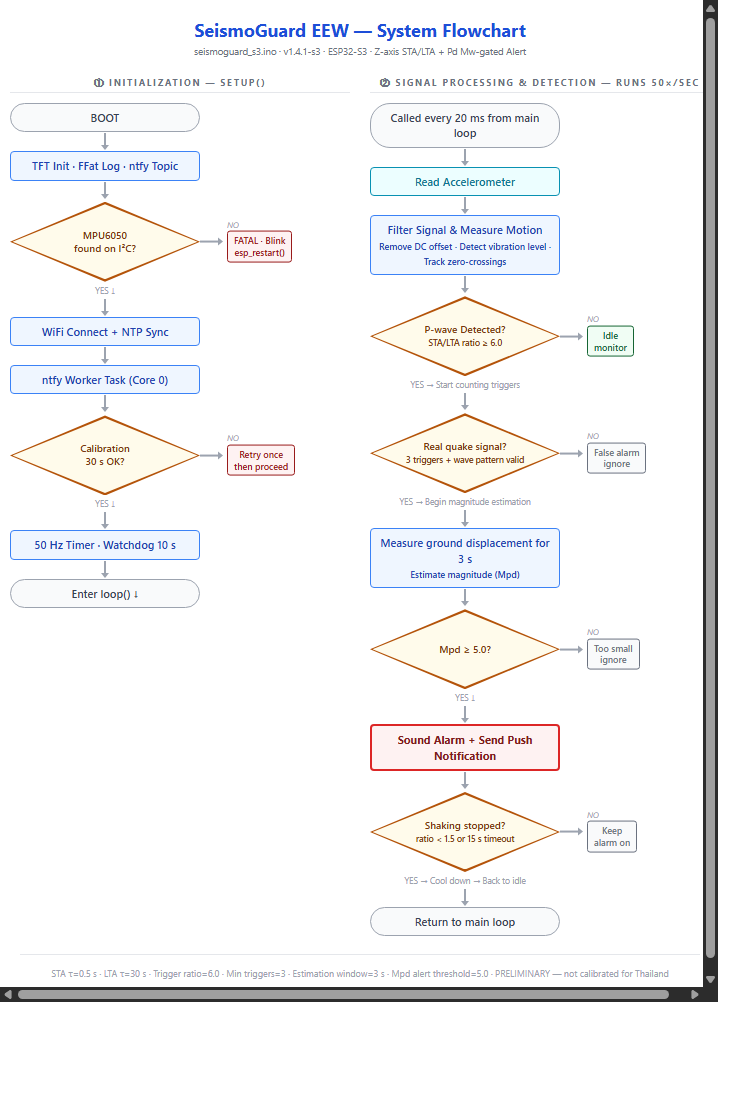 SeismoGuard EEW — System Flowchart
seismoguard_s3.ino · v1.4.1-s3 · ESP32-S3 · Z-axis STA/LTA + Pd Mw-gated Alert
① INITIALIZATION — SETUP()
BOOT
TFT Init · FFat Log · ntfy Topic
MPU6050
found on I²C?
NO
FATAL · Blink
esp_restart()
YES ↓
WiFi Connect + NTP Sync
ntfy Worker Task (Core 0)
Calibration
30 s OK?
NO
Retry once
then proceed
YES ↓
50 Hz Timer · Watchdog 10 s
Enter loop() ↓
② SIGNAL PROCESSING & DETECTION — RUNS 50×/SEC
Called every 20 ms from main
loop
Read Accelerometer
Filter Signal & Measure Motion
Remove DC offset · Detect vibration level ·
Track zero-crossings
P-wave Detected?
STA/LTA ratio ≥ 6.0
NO
Idle
monitor
YES → Start counting triggers
Real quake signal?
3 triggers + wave pattern valid
NO
False alarm
ignore
YES → Begin magnitude estimation
Measure ground displacement for
3 s
Estimate magnitude (Mpd)
Mpd ≥ 5.0?
NO
Too small
ignore
YES ↓
Sound Alarm + Send Push
Notification
Shaking stopped?
ratio < 1.5 or 15 s timeout
NO
Keep
alarm on
YES → Cool down → Back to idle
Return to main loop
STA τ=0.5 s · LTA τ=30 s · Trigger ratio=6.0 · Min triggers=3 · Estimation window=3 s · Mpd alert threshold=5.0 · PRELIMINARY — not calibrated for Thailand